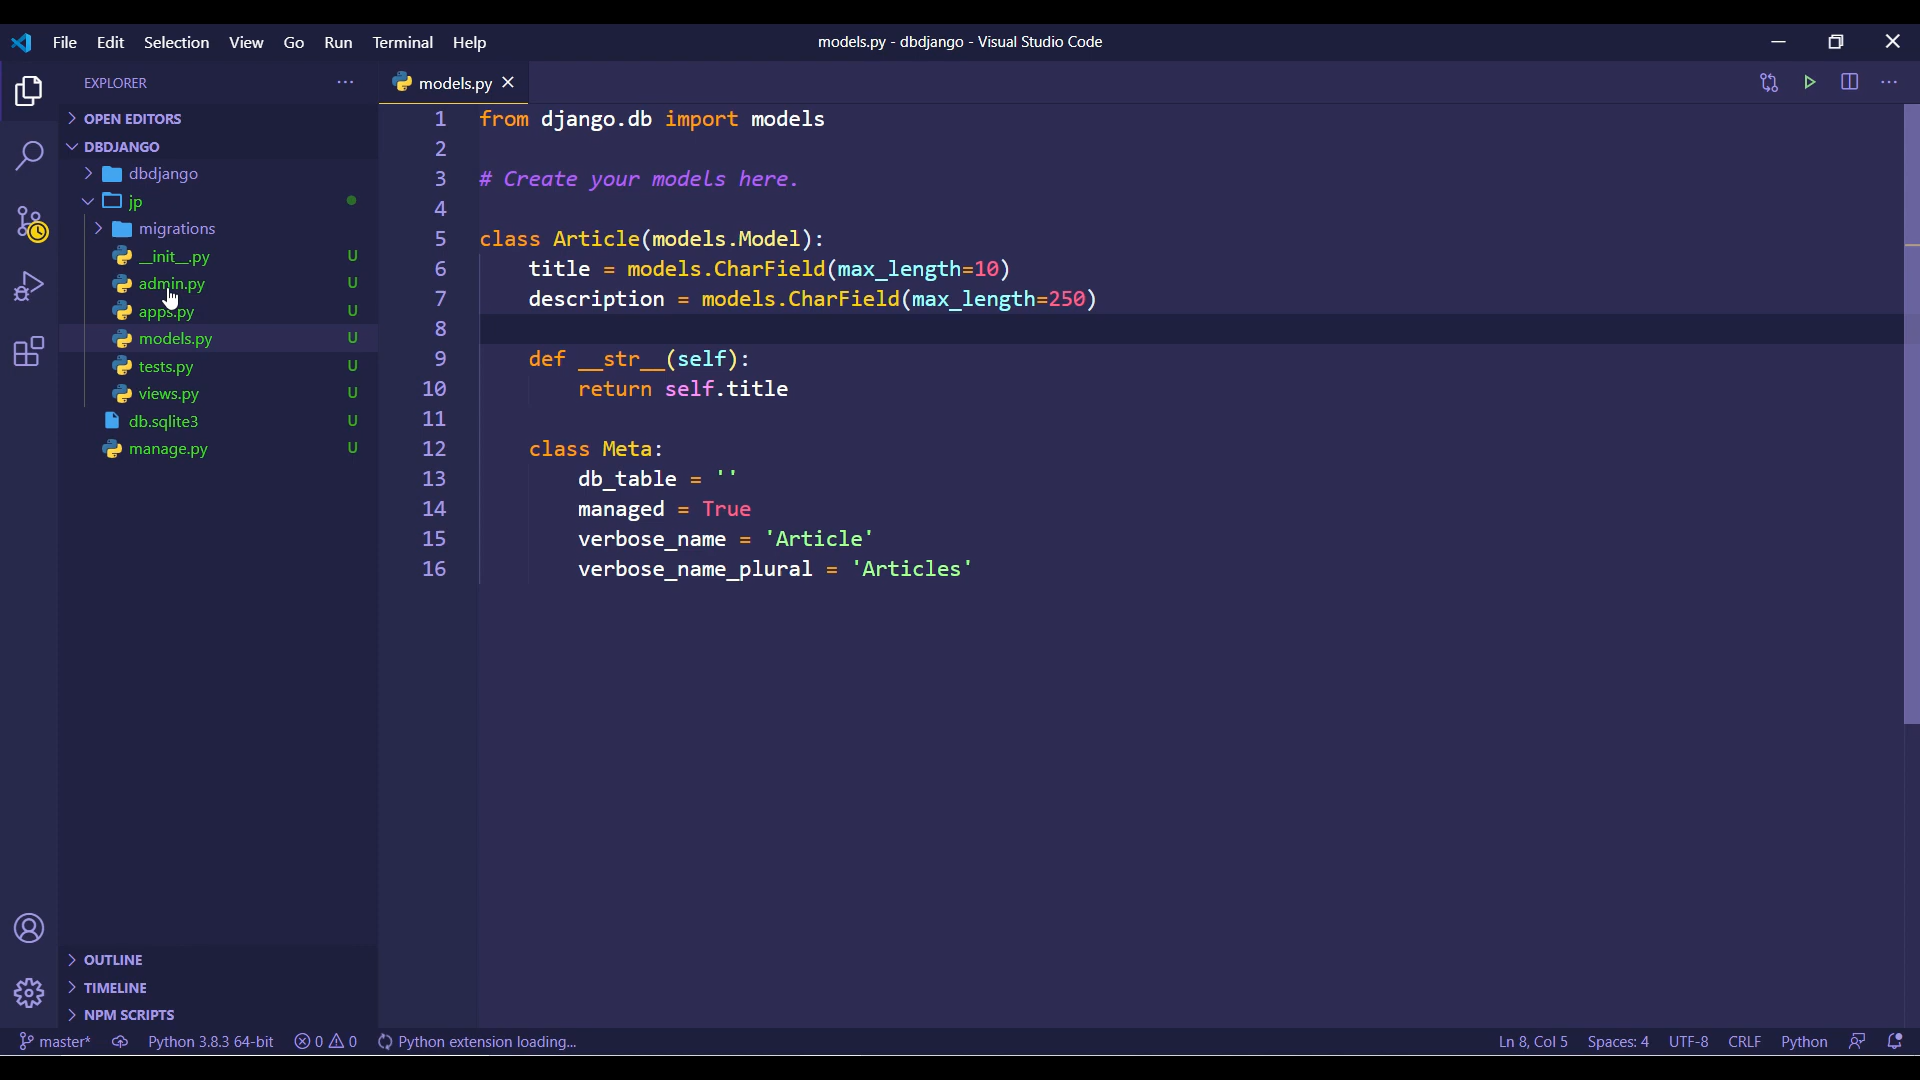 File Edit Selection View Go Run Terminal Help
models.py - dbdjango - Visual Studio Code
EXPLORER
OPEN EDITORS
DBDJANGO
dbdjango
jp
migrations
__init__.py U
admin.py U
apps.py U
models.py U
tests.py U
views.py U
db.sqlite3 U
manage.py U
OUTLINE
TIMELINE
NPM SCRIPTS
models.py
1 from django.db import models
2
3 # Create your models here.
4
5 class Article(models.Model):
6     title = models.CharField(max_length=10)
7     description = models.CharField(max_length=250)
8
9     def __str__(self):
10         return self.title
11
12     class Meta:
13         db_table = ''
14         managed = True
15         verbose_name = 'Article'
16         verbose_name_plural = 'Articles'
master* Python 3.8.3 64-bit 0 0 Python extension loading... Ln 8, Col 5 Spaces: 4 UTF-8 CRLF Python